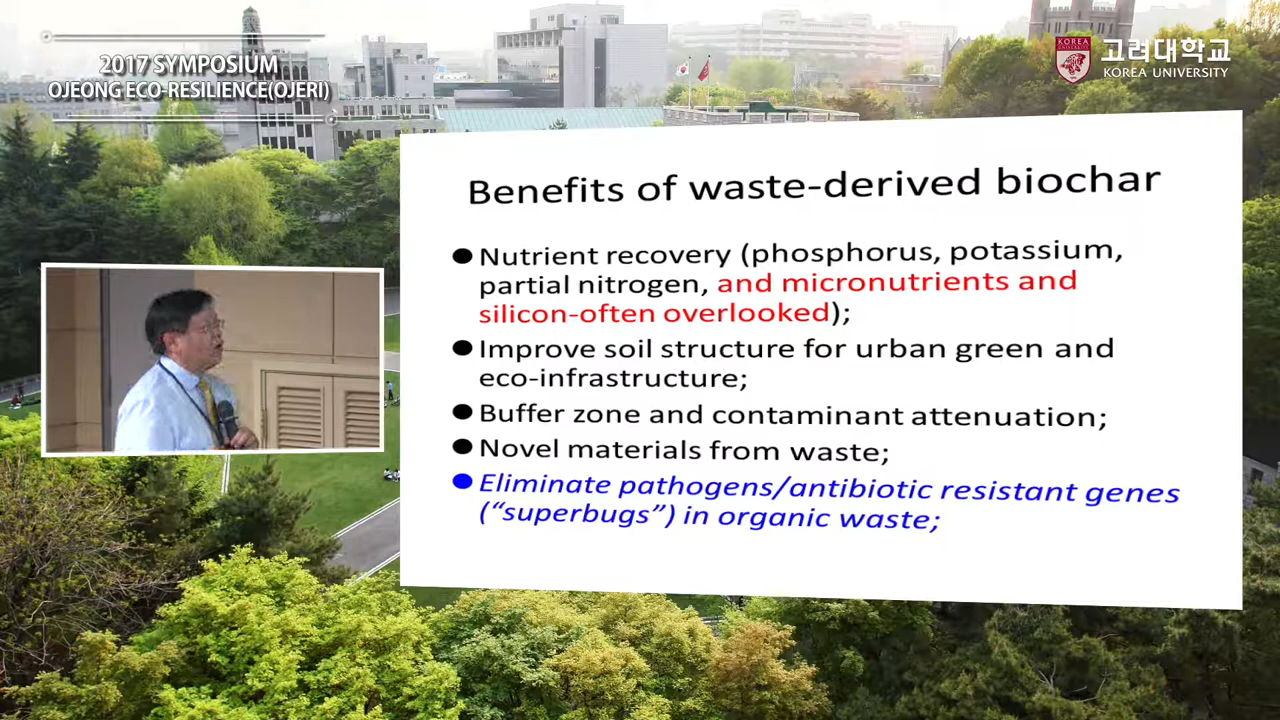 2017 SYMPOSIUM
OJEONG ECO-RESILIENCE(OJERI)
KOREA
UNIVERSITY
고려대학교
KOREA UNIVERSITY
Benefits of waste-derived biochar
●Nutrient recovery (phosphorus, potassium,
partial nitrogen, and micronutrients and
silicon-often overlooked);
●Improve soil structure for urban green and
eco-infrastructure;
●Buffer zone and contaminant attenuation;
●Novel materials from waste;
●Eliminate pathogens/antibiotic resistant genes
(“superbugs”) in organic waste;